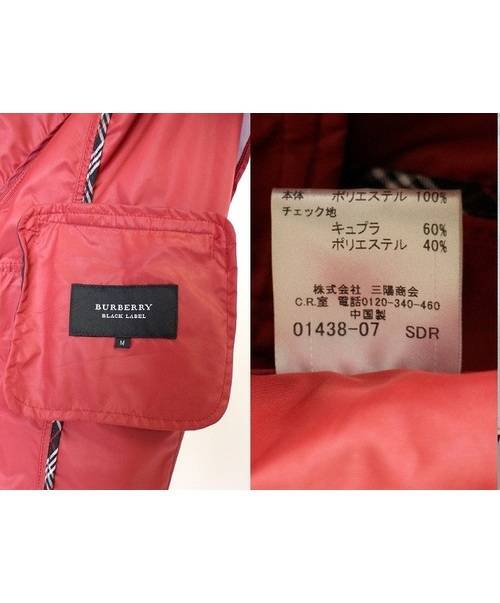 BURBERRY
BLACK LABEL
M
本体 ポリエステル 100%
チェック地
キュプラ 60%
ポリエステル 40%
株式会社 三陽商会
C.R.室 電話0120-340-460
中国製
01438-07 SDR